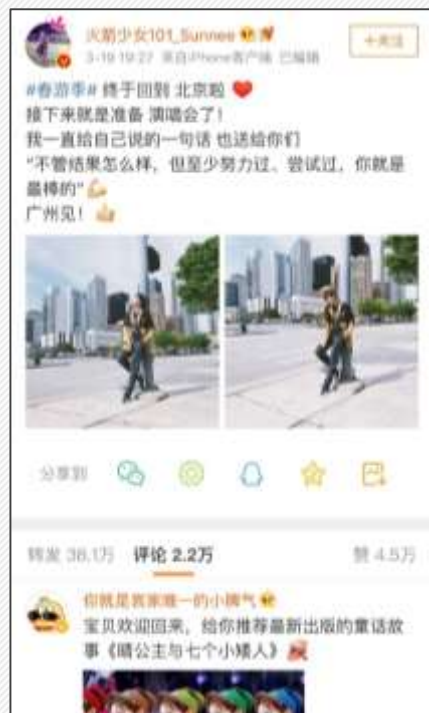 火箭少女101_Sunnee
+关注
3-19 19:27 来自iPhone客户端 已编辑
#春游季# 终于回到 北京啦
接下来就是准备 演唱会了！
我一直给自己说的一句话 也送给你们
“不管结果怎么样，但至少努力过、尝试过，你就是
最棒的”
广州见！
分享到
转发 36.1万 评论 2.2万 赞 4.5万
你就是我家唯一的小脾气
宝贝欢迎回来，给你推荐最新出版的童话故
事《晴公主与七个小矮人》